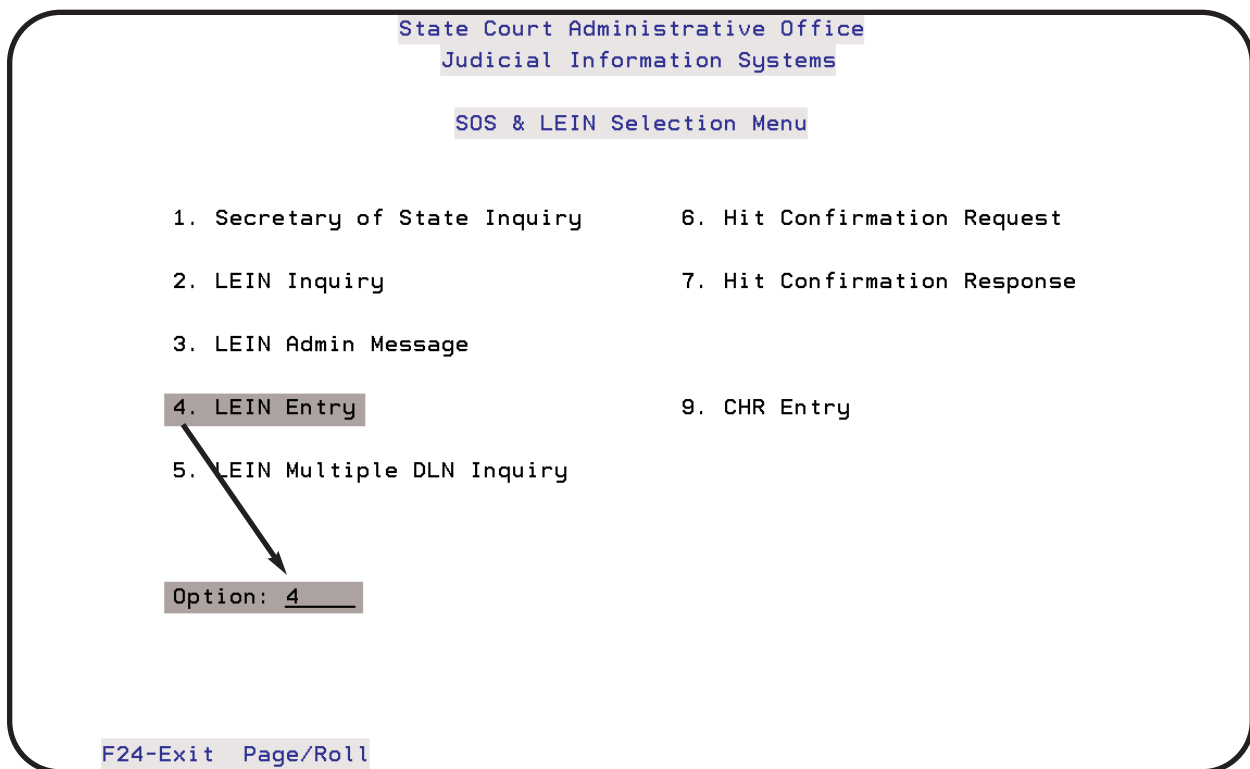 State Court Administrative Office
Judicial Information Systems
SOS & LEIN Selection Menu
1. Secretary of State Inquiry 6. Hit Confirmation Request
2. LEIN Inquiry 7. Hit Confirmation Response
3. LEIN Admin Message
4. LEIN Entry 9. CHR Entry
5. LEIN Multiple DLN Inquiry
Option: 4
F24-Exit Page/Roll